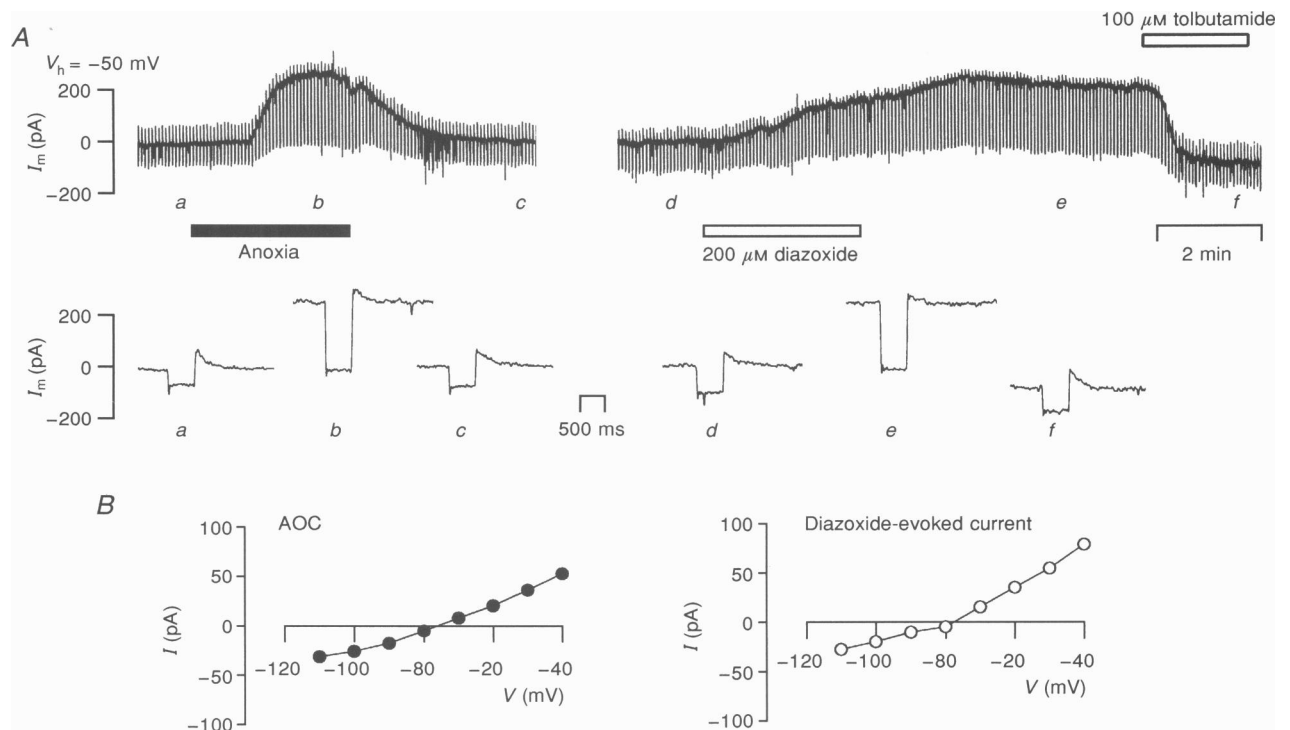 A
100 μM tolbutamide
Vh = −50 mV
200
0
−200
Im (pA)
a b c d e f
Anoxia
200 μM diazoxide
2 min
200
0
−200
Im (pA)
a b c d e f
500 ms
B
AOC
100
50
0
−50
−100
I (pA)
−120 −100 −80 −20 −40
V (mV)
Diazoxide-evoked current
100
50
0
−50
−100
I (pA)
−120 −100 −80 −20 −40
V (mV)